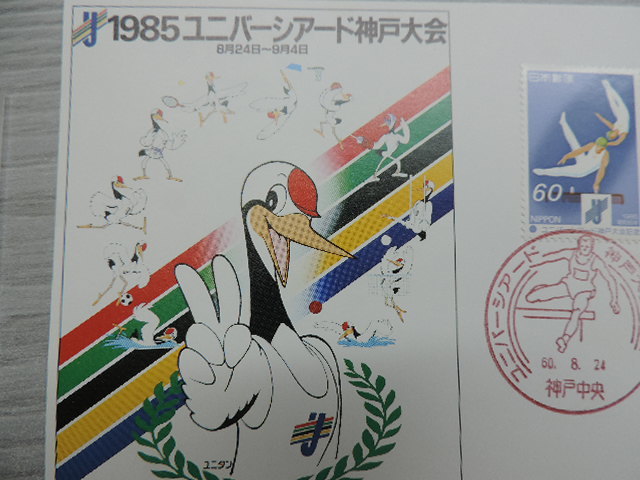 1985ユニバーシアード神戸大会
8月24日~9月4日
ユニタン
日本郵便
60
NIPPON
ユニバーシアード 神戸
60. 8. 24
神戸中央